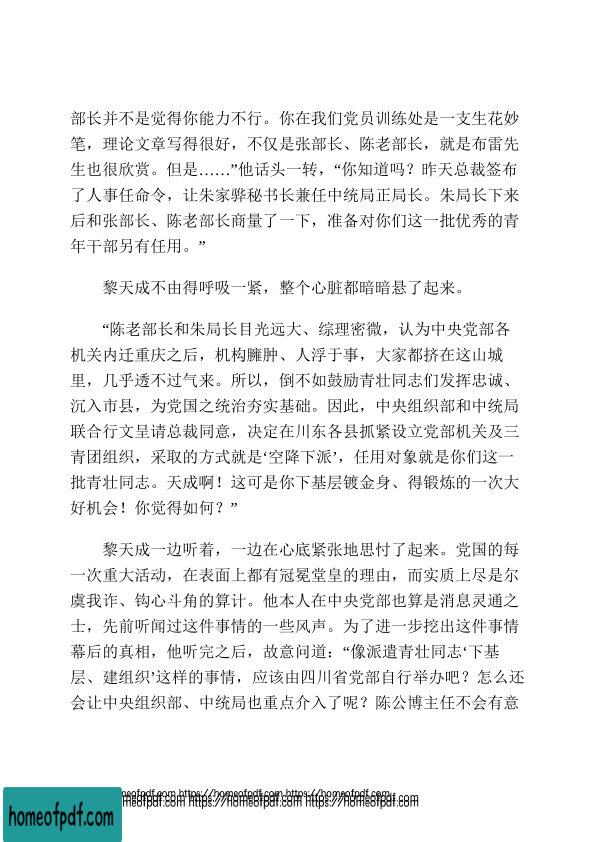 部长并不是觉得你能力不行。你在我们党员训练处是一支生花妙
笔，理论文章写得很好，不仅是张部长、陈老部长，就是布雷先
生也很欣赏。但是……”他话头一转，“你知道吗？昨天总裁签布
了人事任命令，让朱家骅秘书长兼任中统局正局长。朱局长下来
后和张部长、陈老部长商量了一下，准备对你们这一批优秀的青
年干部另有任用。”
黎天成不由得呼吸一紧，整个心脏都暗暗悬了起来。
“陈老部长和朱局长目光远大、综理密微，认为中央党部各
机关内迁重庆之后，机构臃肿、人浮于事，大家都挤在这山城
里，几乎透不过气来。所以，倒不如鼓励青壮同志们发挥忠诚、
沉入市县，为党国之统治夯实基础。因此，中央组织部和中统局
联合行文呈请总裁同意，决定在川东各县抓紧设立党部机关及三
青团组织，采取的方式就是‘空降下派’，任用对象就是你们这一
批青壮同志。天成啊！这可是你下基层镀金身、得锻炼的一次大
好机会！你觉得如何？”
黎天成一边听着，一边在心底紧张地思忖了起来。党国的每
一次重大活动，在表面上都有冠冕堂皇的理由，而实质上尽是尔
虞我诈、钩心斗角的算计。他本人在中央党部也算是消息灵通之
士，先前听闻过这件事情的一些风声。为了进一步挖出这件事情
幕后的真相，他听完之后，故意问道：“像派遣青壮同志‘下基
层、建组织’这样的事情，应该由四川省党部自行举办吧？怎么还
会让中央组织部、中统局也重点介入了呢？陈公博主任不会有意
homeofpdf.com https://homeofpdf.com https://homeofpdf.com
homeofpdf.com https://homeofpdf.com https://homeofpdf.com
homeofpdf.com